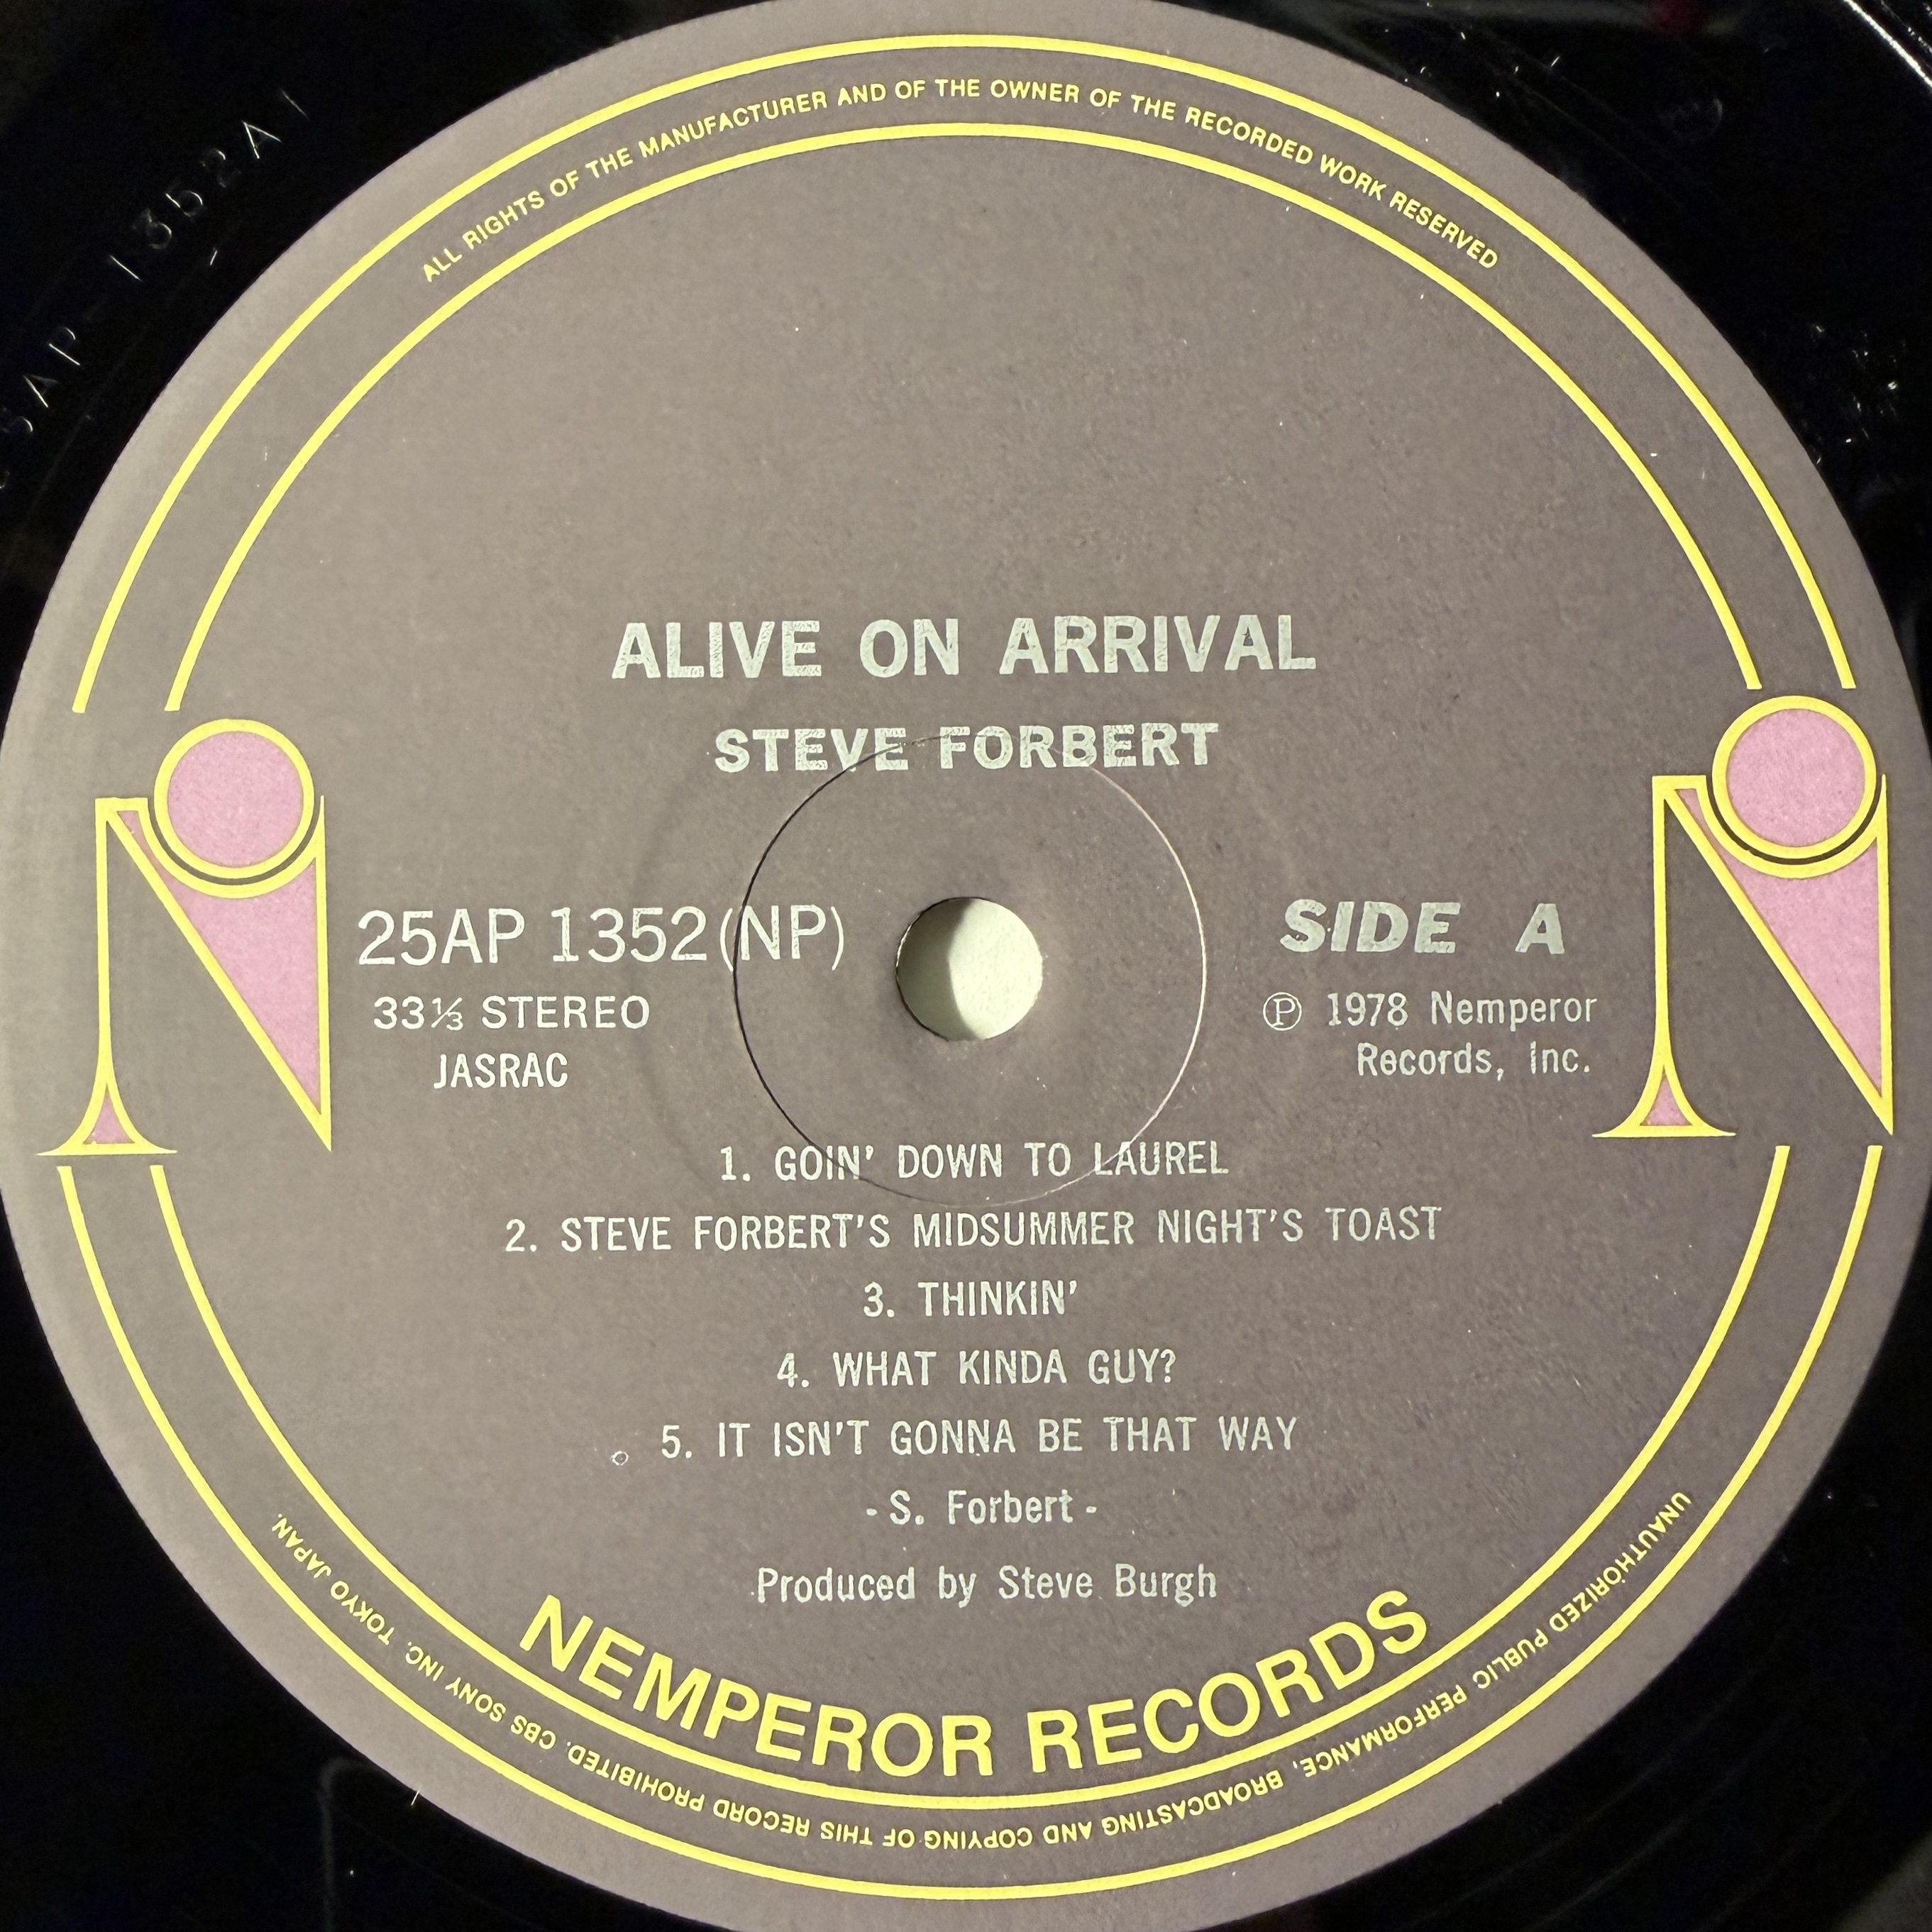 ALL RIGHTS OF THE MANUFACTURER AND OF THE OWNER OF THE RECORDED WORK RESERVED
AP-1352A1
ALIVE ON ARRIVAL
STEVE FORBERT
25AP 1352(NP)
33⅓ STEREO
JASRAC
SIDE A
Ⓟ 1978 Nemperor
Records, Inc.
1. GOIN' DOWN TO LAUREL
2. STEVE FORBERT'S MIDSUMMER NIGHT'S TOAST
3. THINKIN'
4. WHAT KINDA GUY?
5. IT ISN'T GONNA BE THAT WAY
- S. Forbert -
Produced by Steve Burgh
NEMPEROR RECORDS
UNAUTHORIZED PUBLIC PERFORMANCE, BROADCASTING AND COPYING OF THIS RECORD PROHIBITED. CBS SONY INC. TOKYO JAPAN.